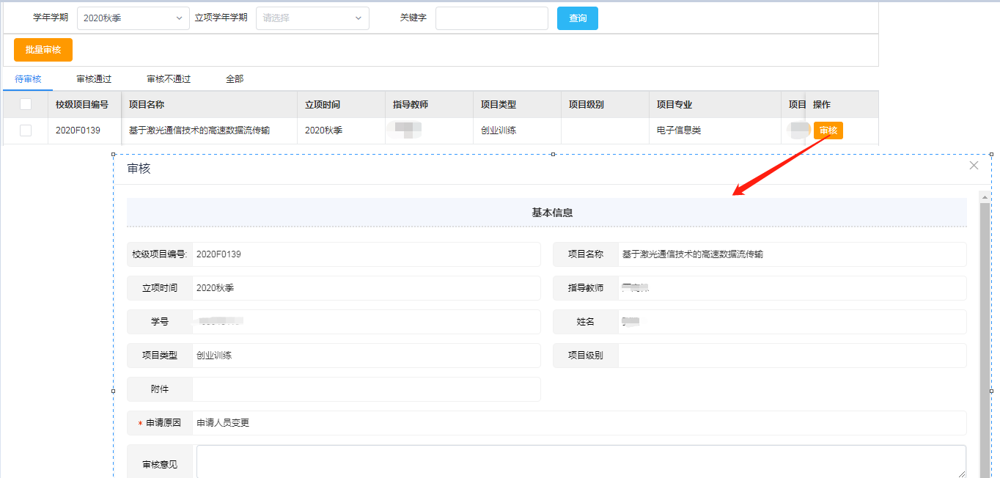 学年学期 2020秋季 立项学年学期 请选择 关键字 查询
批量审核
待审核 审核通过 审核不通过 全部
校级项目编号 项目名称 立项时间 指导教师 项目类型 项目级别 项目专业 项目 操作
2020F0139 基于激光通信技术的高速数据流传输 2020秋季 创业训练 电子信息类 审核
审核
基本信息
校级项目编号: 2020F0139 项目名称 基于激光通信技术的高速数据流传输
立项时间 2020秋季 指导教师
学号 姓名
项目类型 创业训练 项目级别
附件
* 申请原因 申请人员变更
审核意见